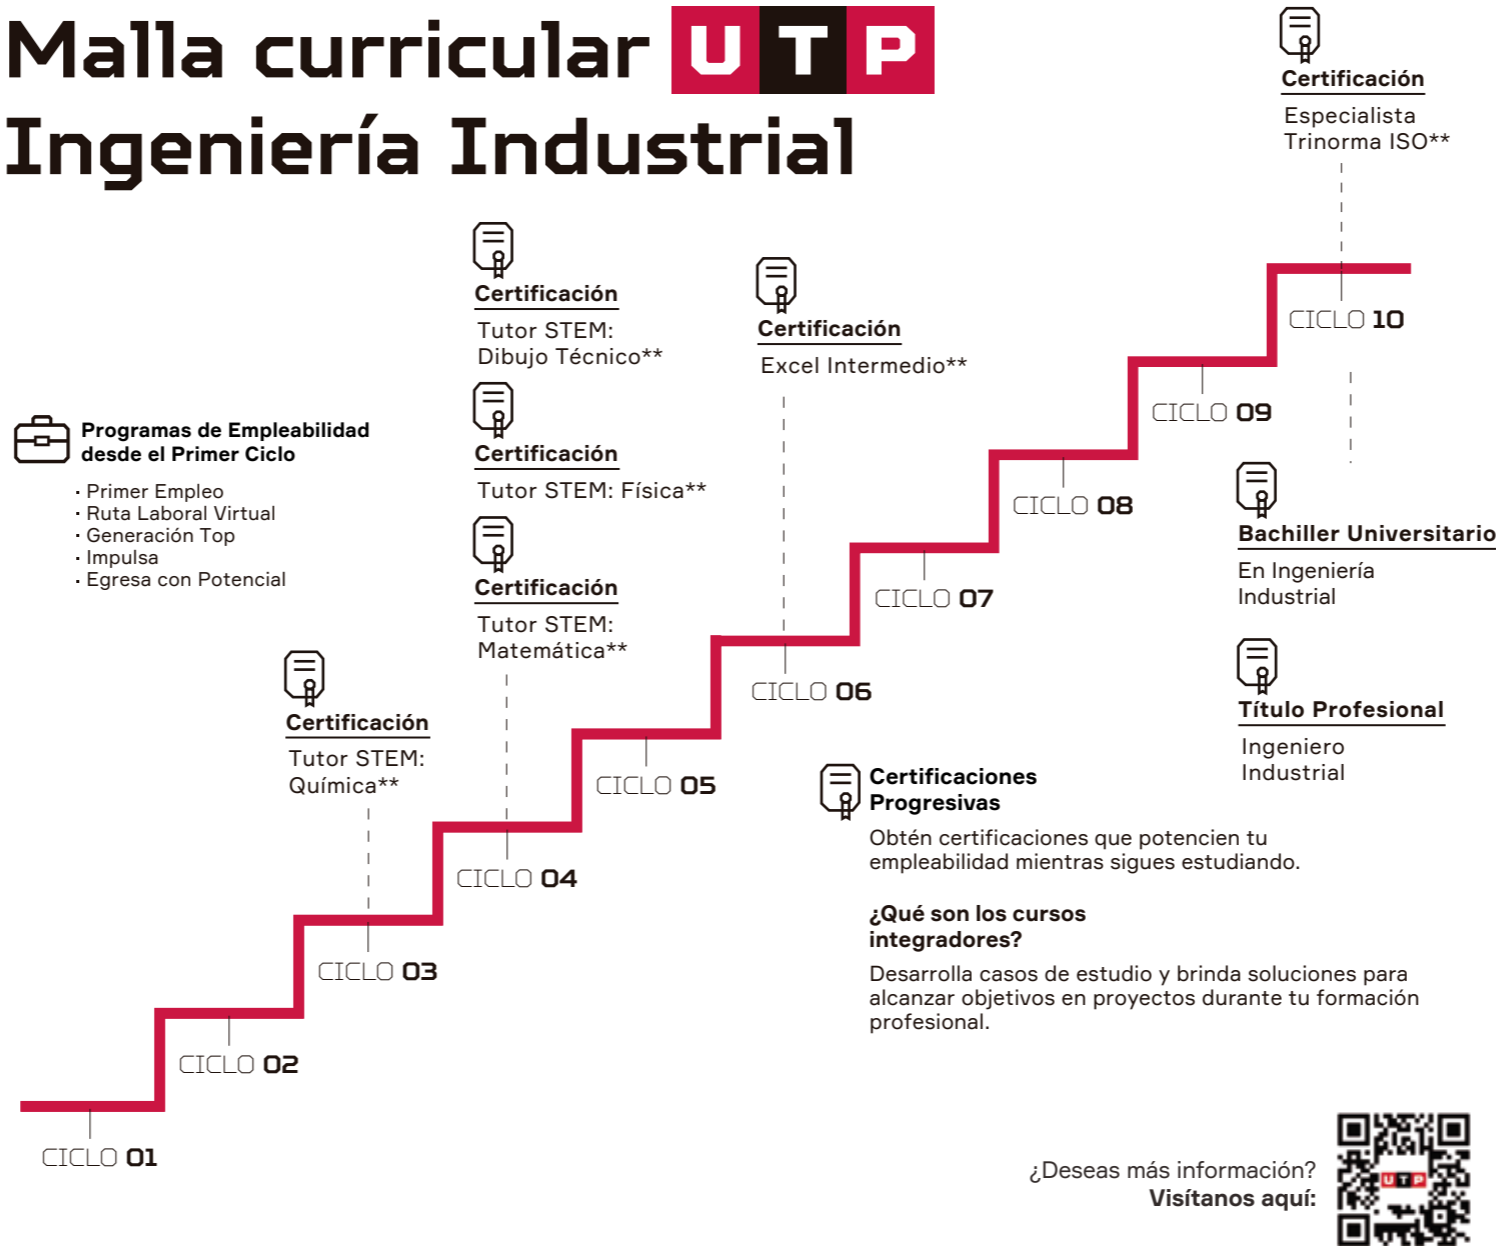 Malla curricular UTP
Ingeniería Industrial
Certificación
Especialista
Trinorma ISO**
Certificación
Tutor STEM:
Dibujo Técnico**
Certificación
Tutor STEM: Física**
Certificación
Tutor STEM:
Matemática**
Certificación
Excel Intermedio**
Programas de Empleabilidad
desde el Primer Ciclo
· Primer Empleo
· Ruta Laboral Virtual
· Generación Top
· Impulsa
· Egresa con Potencial
Certificación
Tutor STEM:
Química**
CICLO 10
CICLO 09
CICLO 08
CICLO 07
CICLO 06
CICLO 05
CICLO 04
CICLO 03
CICLO 02
CICLO 01
Bachiller Universitario
En Ingeniería
Industrial
Título Profesional
Ingeniero
Industrial
Certificaciones
Progresivas
Obtén certificaciones que potencien tu
empleabilidad mientras sigues estudiando.
¿Qué son los cursos
integradores?
Desarrolla casos de estudio y brinda soluciones para
alcanzar objetivos en proyectos durante tu formación
profesional.
¿Deseas más información?
Visítanos aquí:
UTP